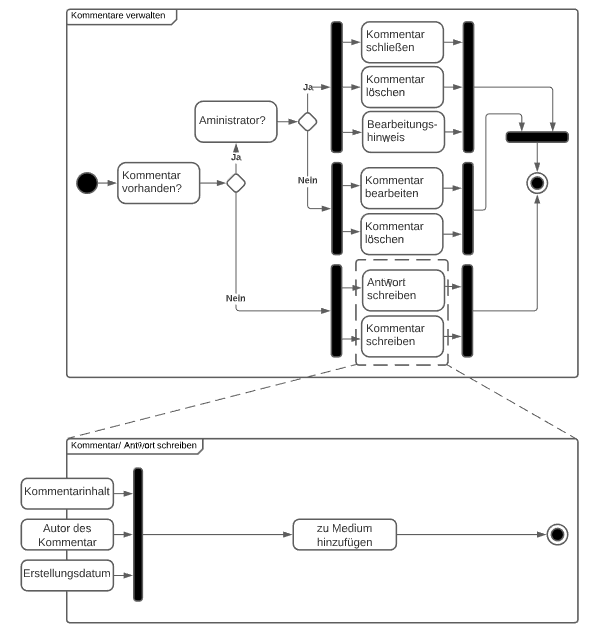 Kommentare verwalten
Kommentar
schließen
Ja
Kommentar
löschen
Aministrator?
Bearbeitungs-
hinweis
Ja
Kommentar
vorhanden?
Nein
Kommentar
bearbeiten
Kommentar
löschen
Nein
Antwort
schreiben
Kommentar
schreiben
Kommentar/ Antwort schreiben
Kommentarinhalt
Autor des
Kommentar
zu Medium
hinzufügen
Erstellungsdatum